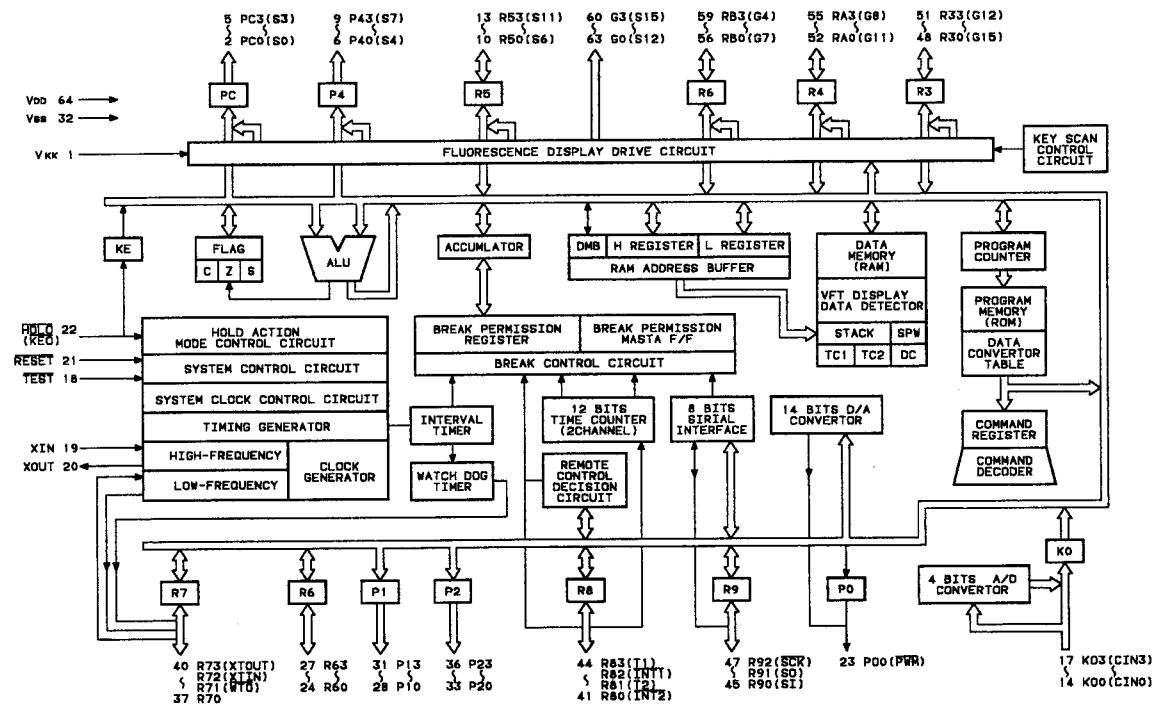 5 PC3(S3)
2 PC0(S0)
9 P43(S7)
6 P40(S4)
13 R53(S11)
10 R50(S6)
60 G3(S15)
63 G0(S12)
59 RB3(G4)
56 RB0(G7)
55 RA3(G8)
52 RA0(G11)
51 R33(G12)
48 R30(G15)
PC
P4
R5
R6
R4
R3
VDD 64
VSS 32
VKK 1
FLUORESCENCE DISPLAY DRIVE CIRCUIT
KEY SCAN
CONTROL
CIRCUIT
KE
FLAG
C Z S
ALU
ACCUMLATOR
DMB H REGISTER L REGISTER
RAM ADDRESS BUFFER
DATA
MEMORY
(RAM)
VFT DISPLAY
DATA DETECTOR
STACK SPW
TC1 TC2 DC
PROGRAM
COUNTER
PROGRAM
MEMORY
(ROM)
DATA
CONVERTOR
TABLE
COMMAND
REGISTER
COMMAND
DECODER
HOLD 22
(KEO)
RESET 21
TEST 18
XIN 19
XOUT 20
HOLD ACTION
MODE CONTROL CIRCUIT
SYSTEM CONTROL CIRCUIT
SYSTEM CLOCK CONTROL CIRCUIT
TIMING GENERATOR
HIGH-FREQUENCY
LOW-FREQUENCY
CLOCK
GENERATOR
BREAK PERMISSION
REGISTER
BREAK PERMISSION
MASTA F/F
BREAK CONTROL CIRCUIT
INTERVAL
TIMER
WATCH DOG
TIMER
12 BITS
TIME COUNTER
(2CHANNEL)
8 BITS
SIRIAL
INTERFACE
14 BITS D/A
CONVERTOR
REMOTE
CONTROL
DECISION
CIRCUIT
R7
R6
P1
P2
R8
R9
P0
K0
4 BITS A/D
CONVERTOR
40 R73(XTOUT)
R72(XTIN)
R71(WTO)
37 R70
27 R63
24 R60
31 P13
28 P10
36 P23
33 P20
44 R83(T1)
R82(INT1)
R81(T2)
41 R80(INT2)
47 R92(SCK)
R91(SO)
45 R90(SI)
23 P00(PWR)
17 K03(CIN3)
14 K00(CIN0)